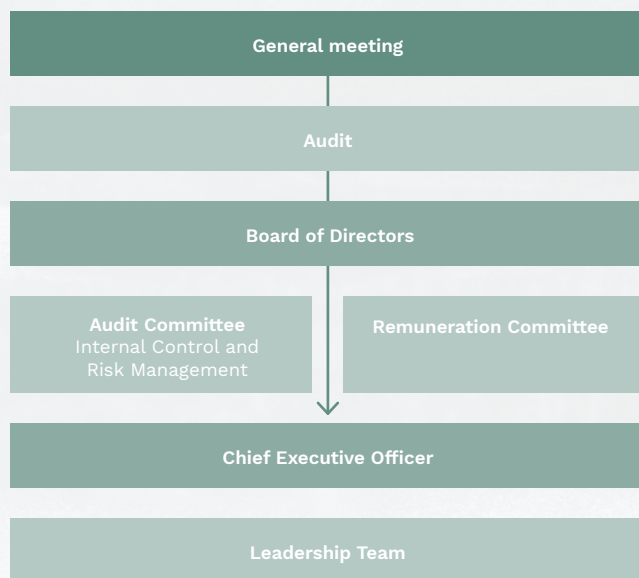 General meeting
Audit
Board of Directors
Audit Committee
Internal Control and
Risk Management
Remuneration Committee
Chief Executive Officer
Leadership Team